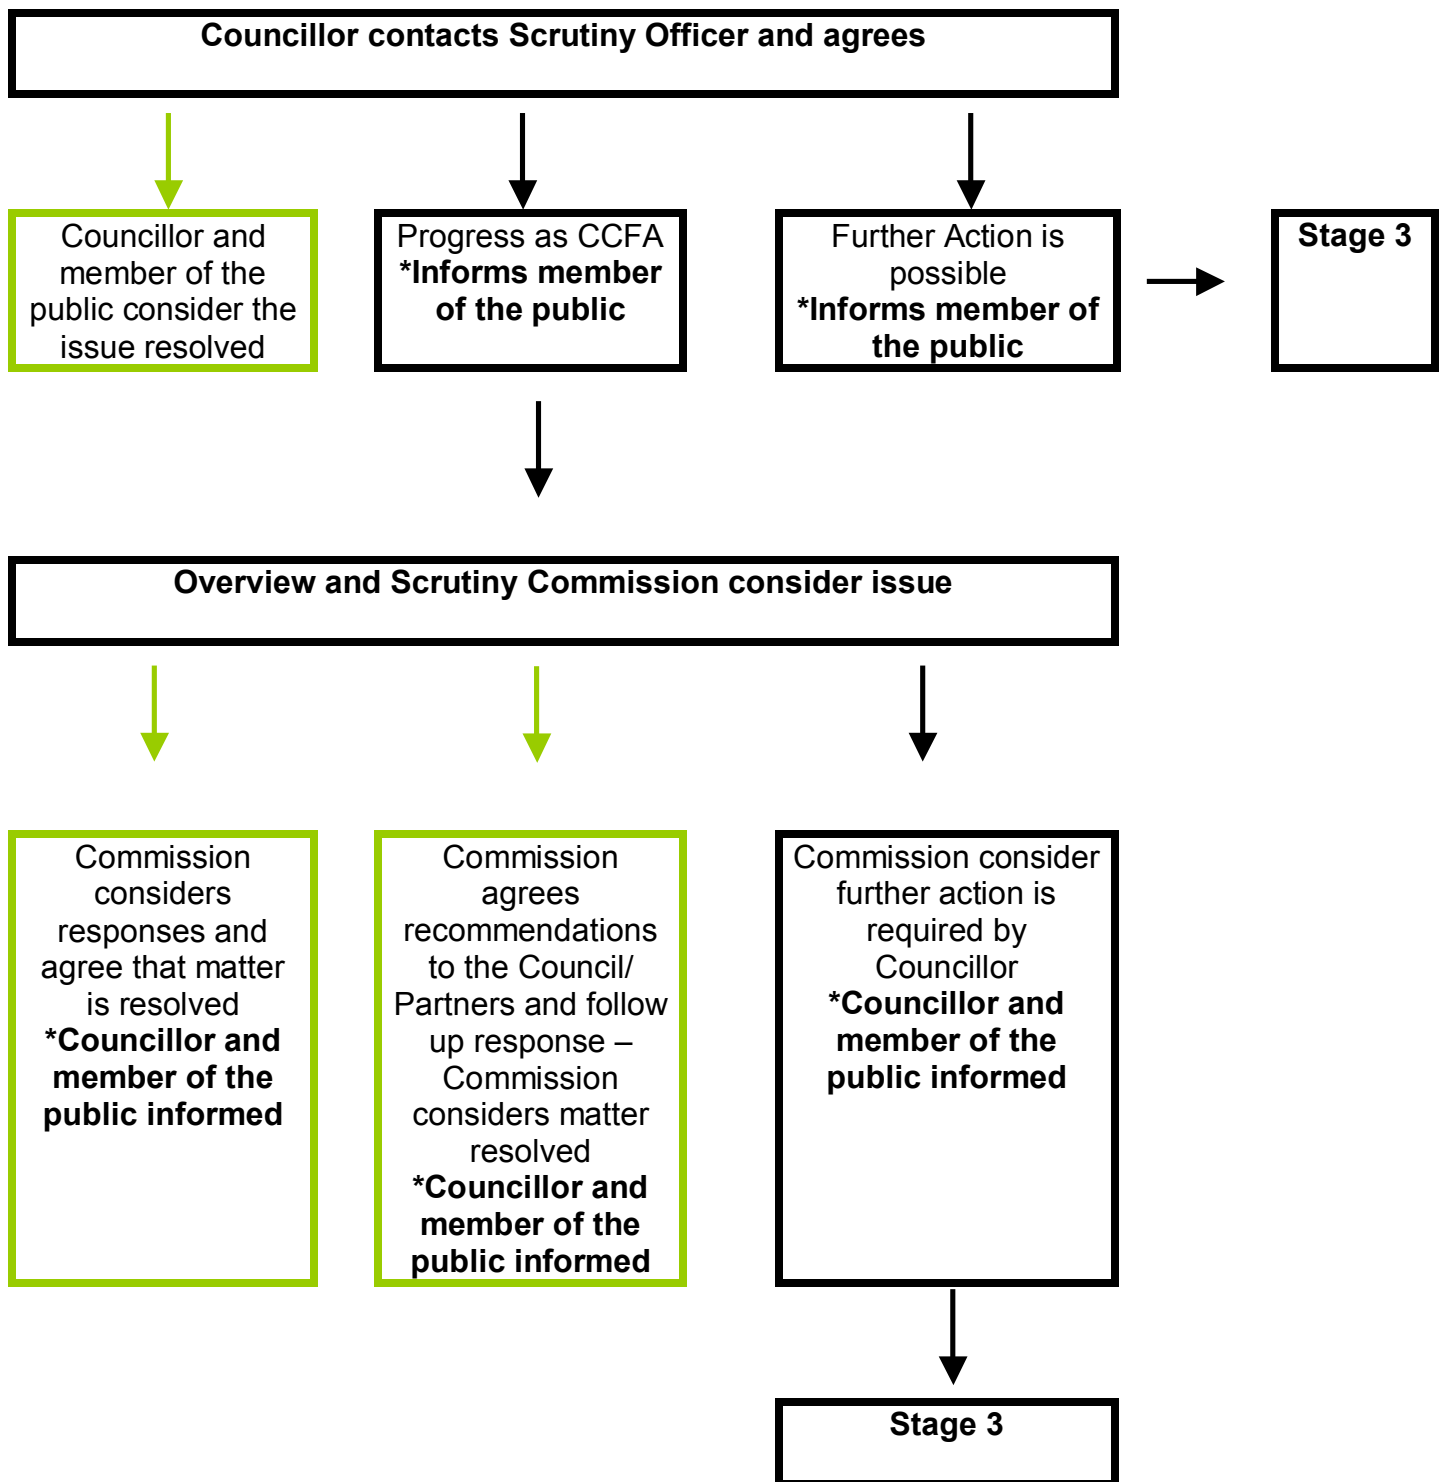 Councillor contacts Scrutiny Officer and agrees
Councillor and
member of the
public consider the
issue resolved
Progress as CCFA
*Informs member
of the public
Further Action is
possible
*Informs member of
the public
Stage 3
Overview and Scrutiny Commission consider issue
Commission
considers
responses and
agree that matter
is resolved
*Councillor and
member of the
public informed
Commission
agrees
recommendations
to the Council/
Partners and follow
up response –
Commission
considers matter
resolved
*Councillor and
member of the
public informed
Commission consider
further action is
required by
Councillor
*Councillor and
member of the
public informed
Stage 3